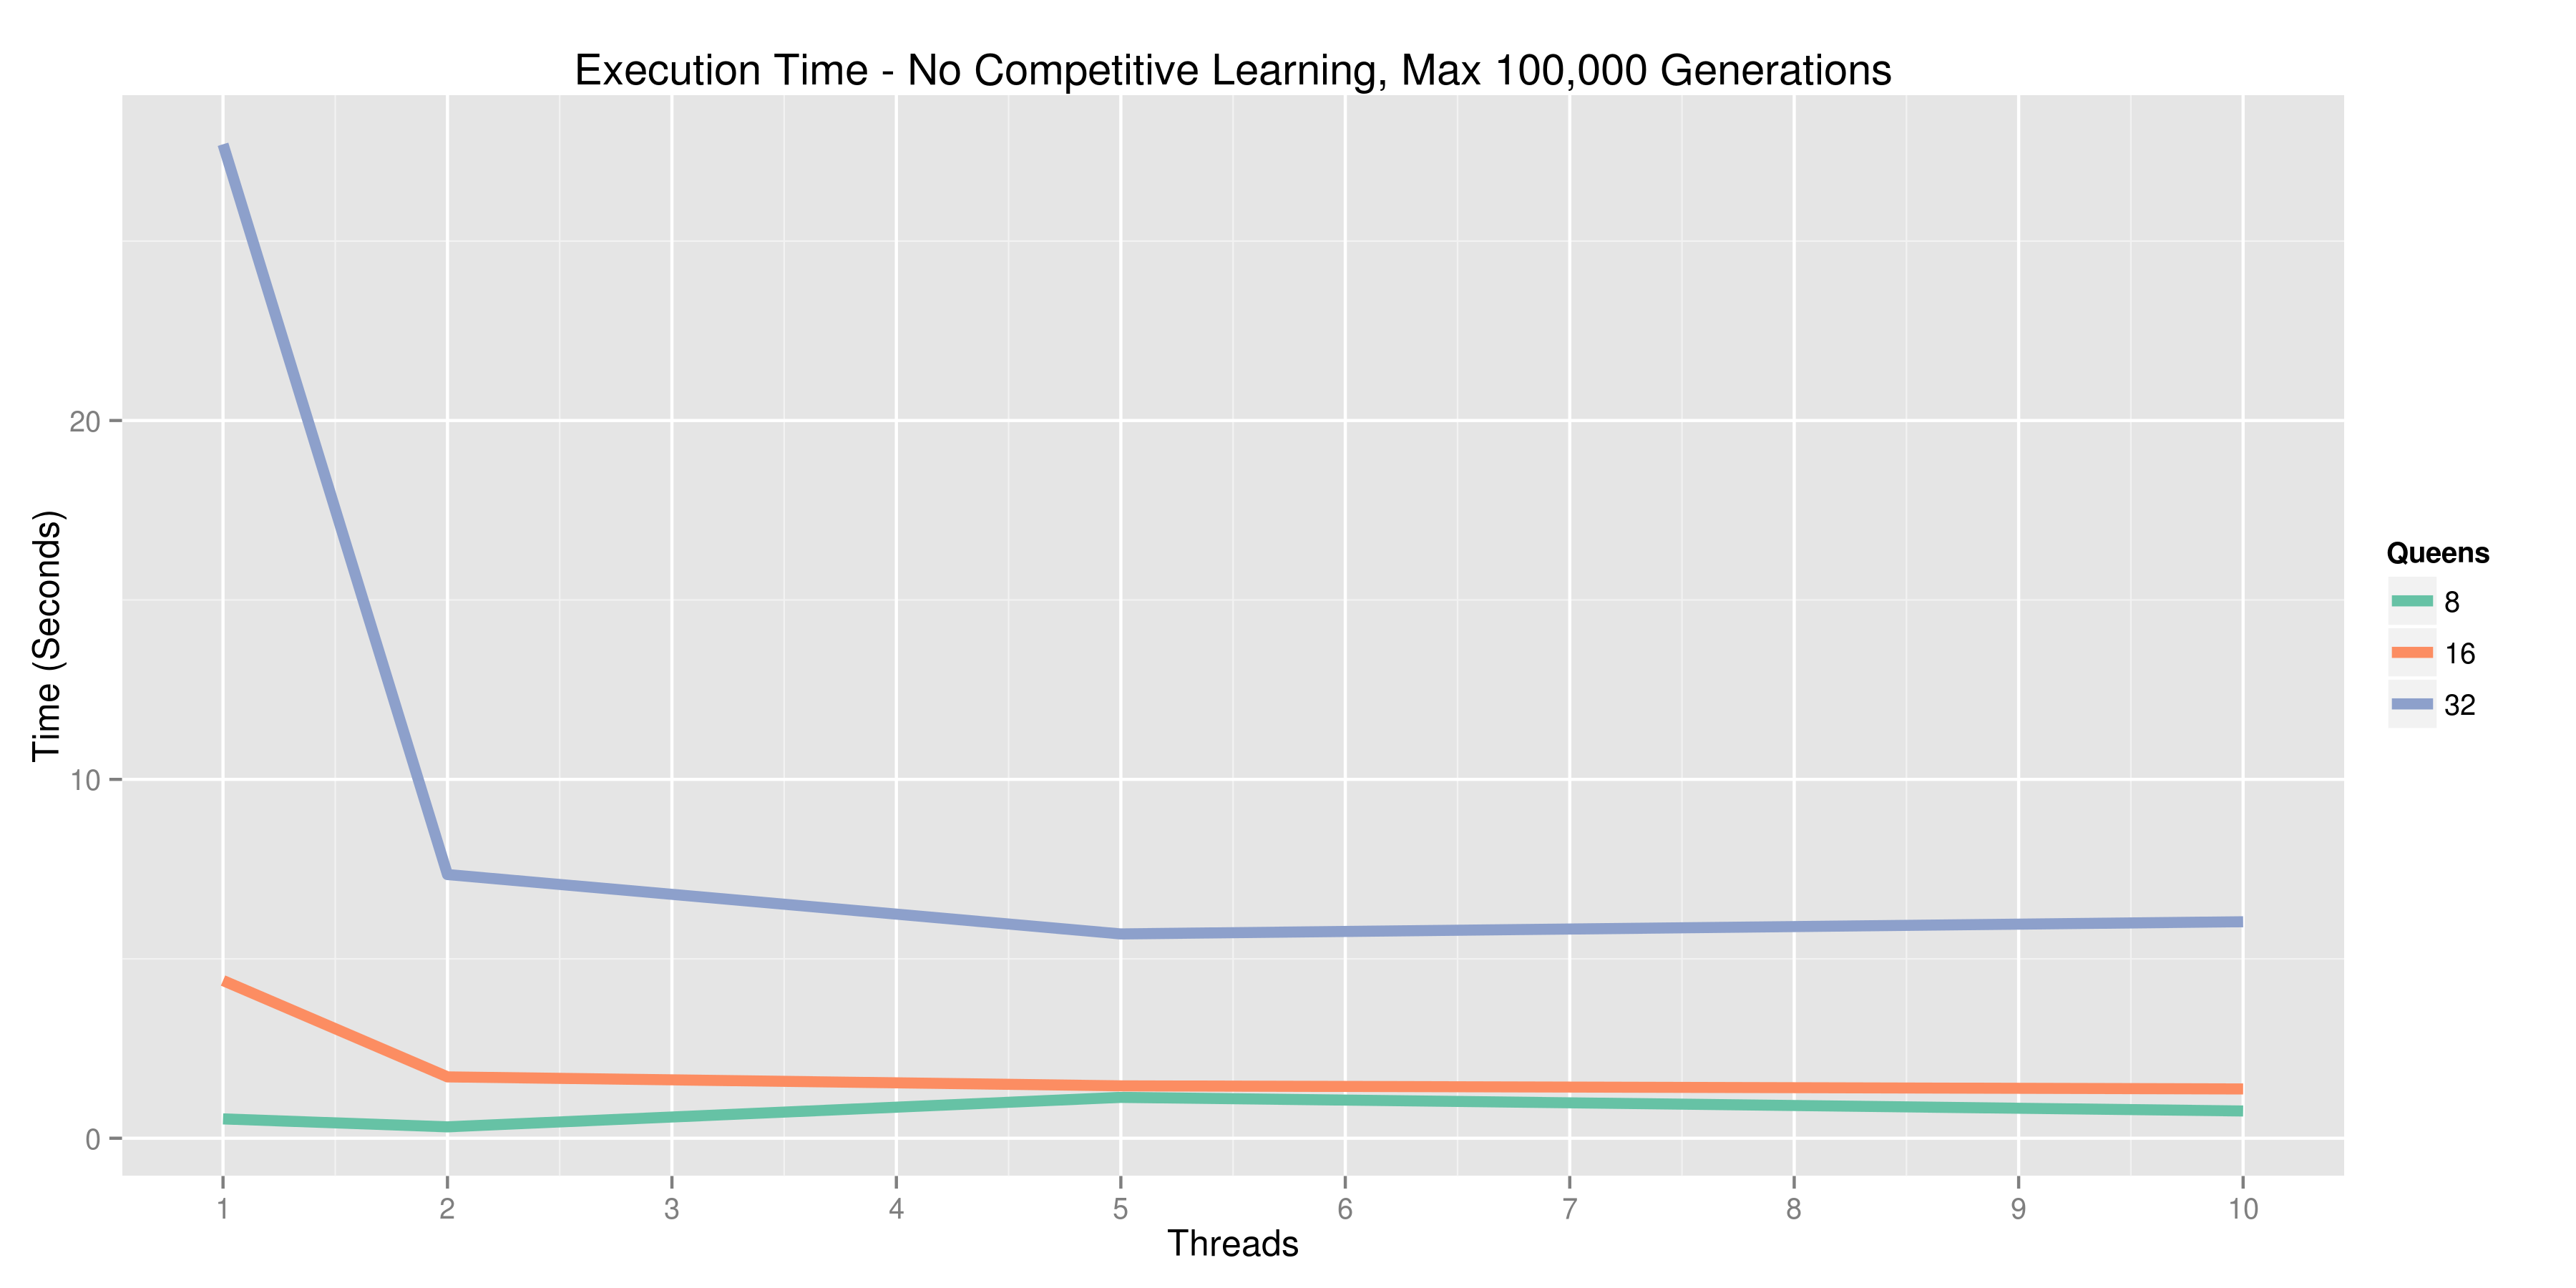 Execution Time - No Competitive Learning, Max 100,000 Generations
Time (Seconds)
20
10
0
1 2 3 4 5 6 7 8 9 10
Threads
Queens
8
16
32